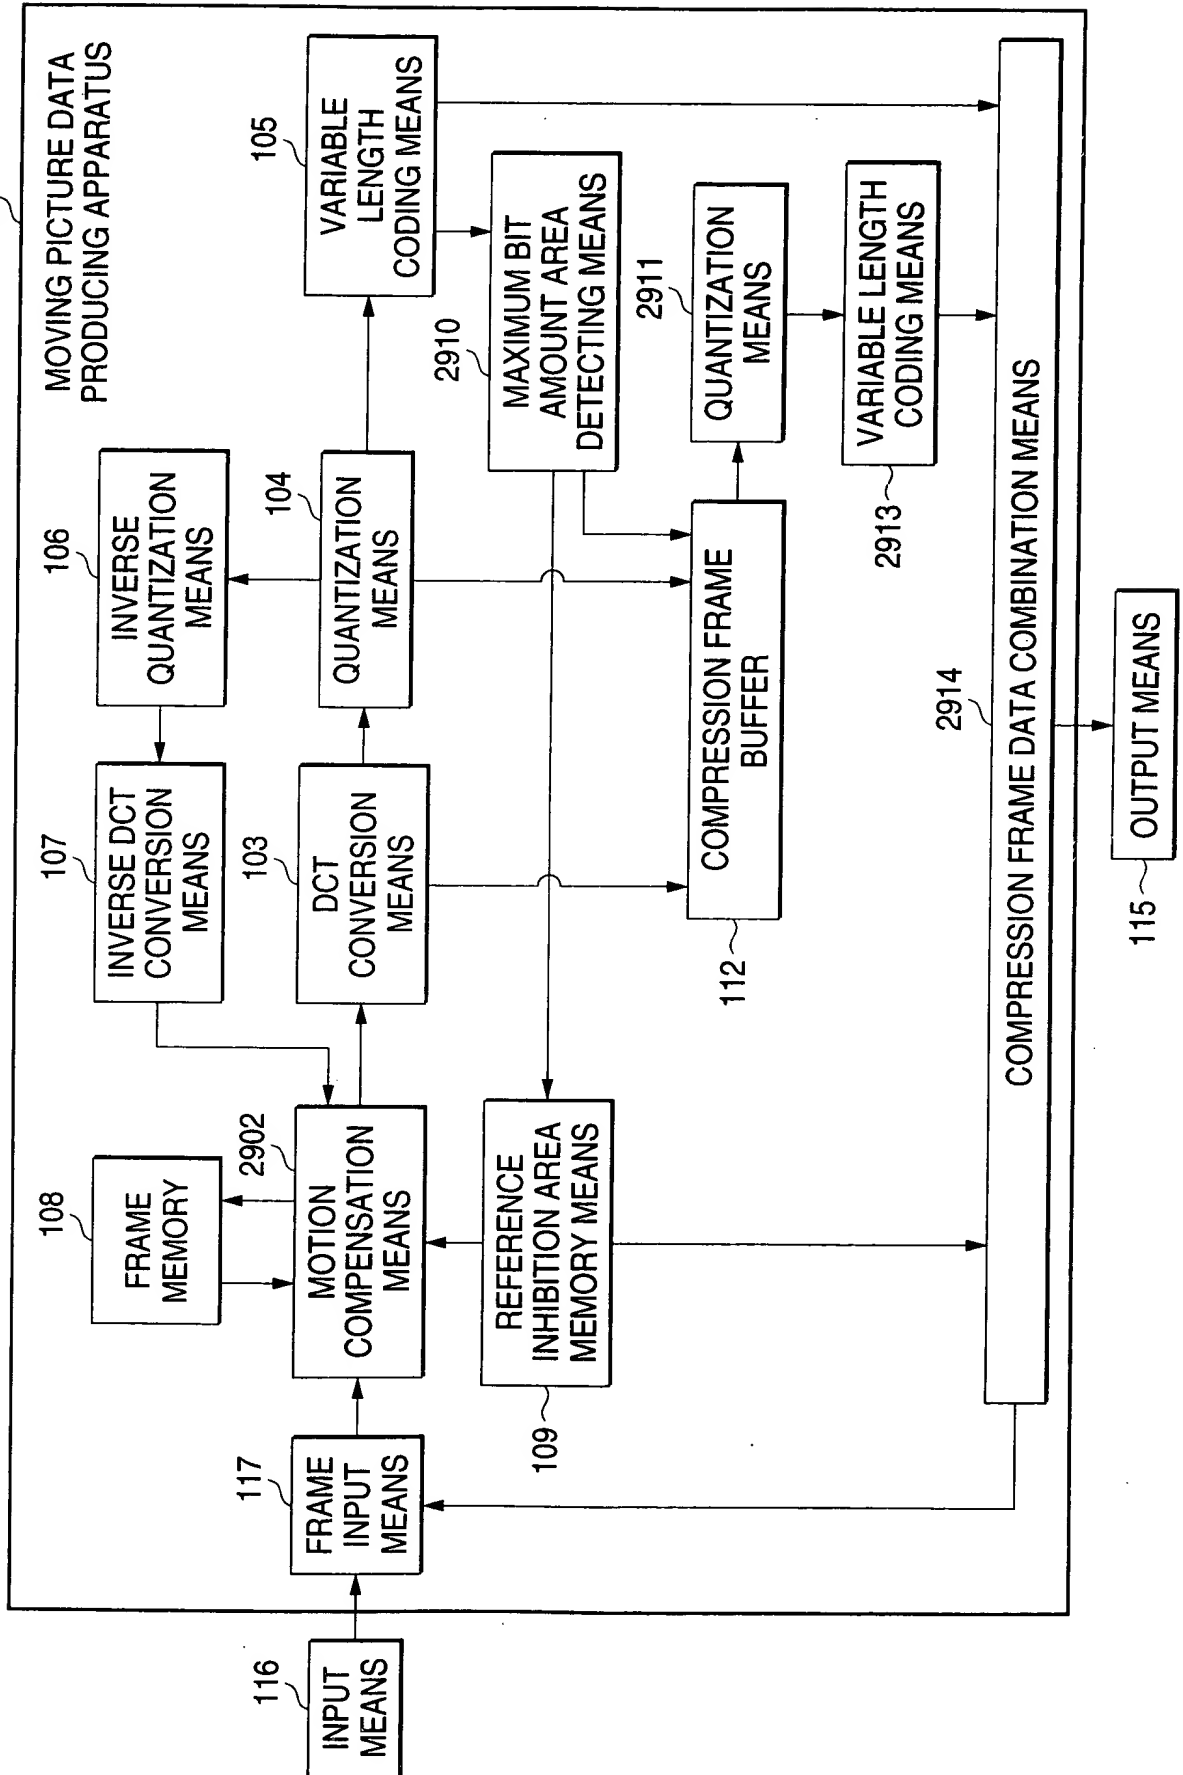 MOVING PICTURE DATA
PRODUCING APPARATUS
108
FRAME
MEMORY
107
INVERSE DCT
CONVERSION
MEANS
106
INVERSE
QUANTIZATION
MEANS
116
INPUT
MEANS
117
FRAME
INPUT
MEANS
2902
MOTION
COMPENSATION
MEANS
103
DCT
CONVERSION
MEANS
104
QUANTIZATION
MEANS
105
VARIABLE
LENGTH
CODING MEANS
109
REFERENCE
INHIBITION AREA
MEMORY MEANS
2910
MAXIMUM BIT
AMOUNT AREA
DETECTING MEANS
112
COMPRESSION FRAME
BUFFER
2911
QUANTIZATION
MEANS
2913
VARIABLE LENGTH
CODING MEANS
2914
COMPRESSION FRAME DATA COMBINATION MEANS
115
OUTPUT MEANS